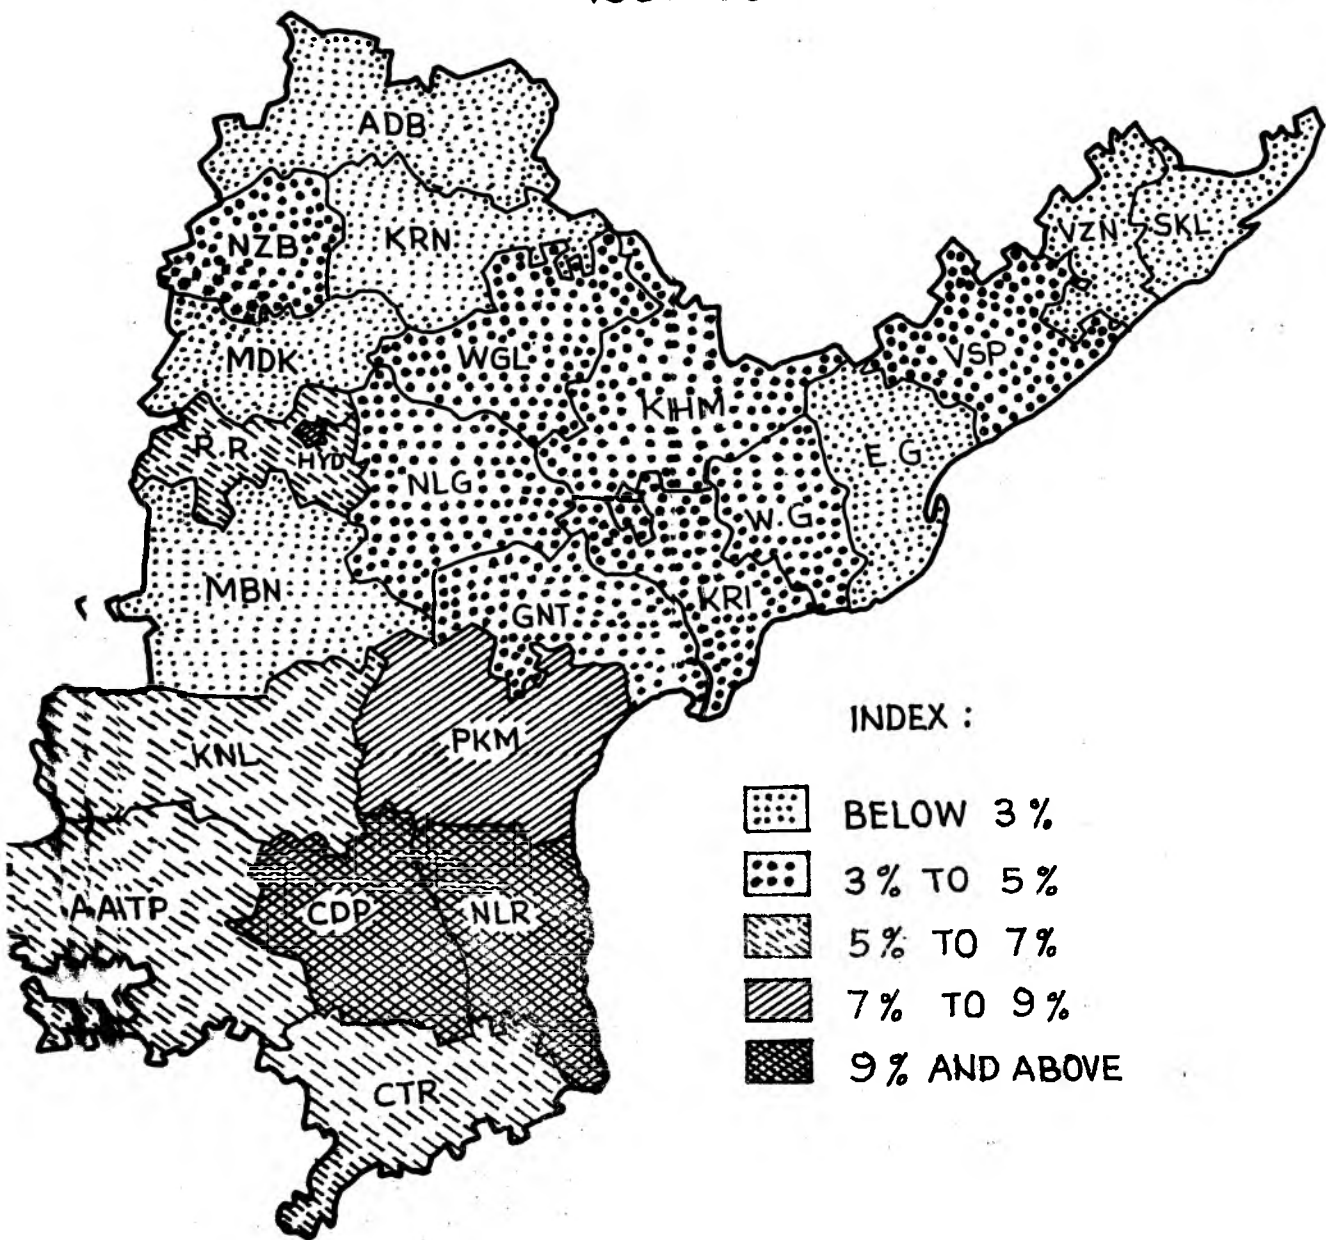 ADB
VZN
SKL
NZB
KRN
MDK
WGL
VSP
KHM
R.R
HYD
E.G
NLG
W.G
MBN
GNT
KRI
KNL
PKM
CDP
NLR
CTR
INDEX :
BELOW 3 %
3 % TO 5 %
5 % TO 7 %
7 % TO 9 %
9 % AND ABOVE